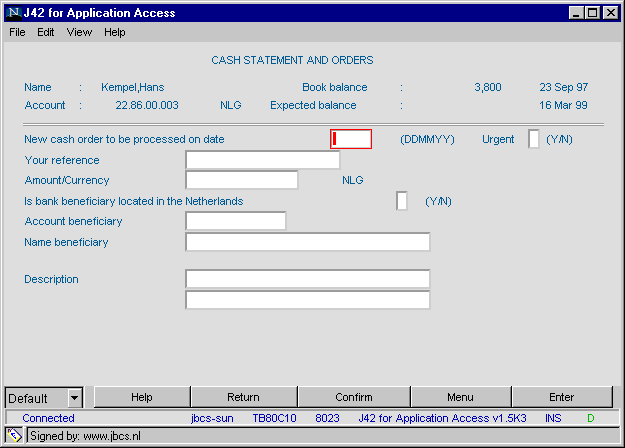 J42 for Application Access
File Edit View Help
CASH STATEMENT AND ORDERS
Name : Kempel,Hans Book balance : 3,800 23 Sep 97
Account : 22.86.00.003 NLG Expected balance : 16 Mar 99
New cash order to be processed on date (DDMMYY) Urgent (Y/N)
Your reference
Amount/Currency NLG
Is bank beneficiary located in the Netherlands (Y/N)
Account beneficiary
Name beneficiary
Description
Default Help Return Confirm Menu Enter
Connected jbcs-sun TB80C10 8023 J42 for Application Access v1.5K3 INS D
Signed by: www.jbcs.nl